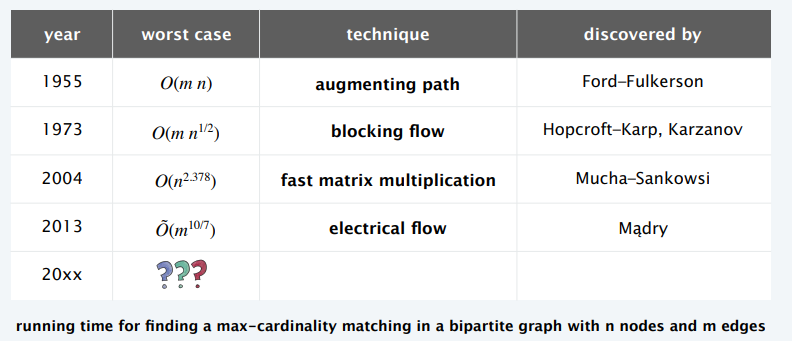 year worst case technique discovered by
1955 O(m n) augmenting path Ford–Fulkerson
1973 O(m n^1/2) blocking flow Hopcroft–Karp, Karzanov
2004 O(n^2.378) fast matrix multiplication Mucha–Sankowsi
2013 Õ(m^10/7) electrical flow Mądry
20xx ???
running time for finding a max–cardinality matching in a bipartite graph with n nodes and m edges